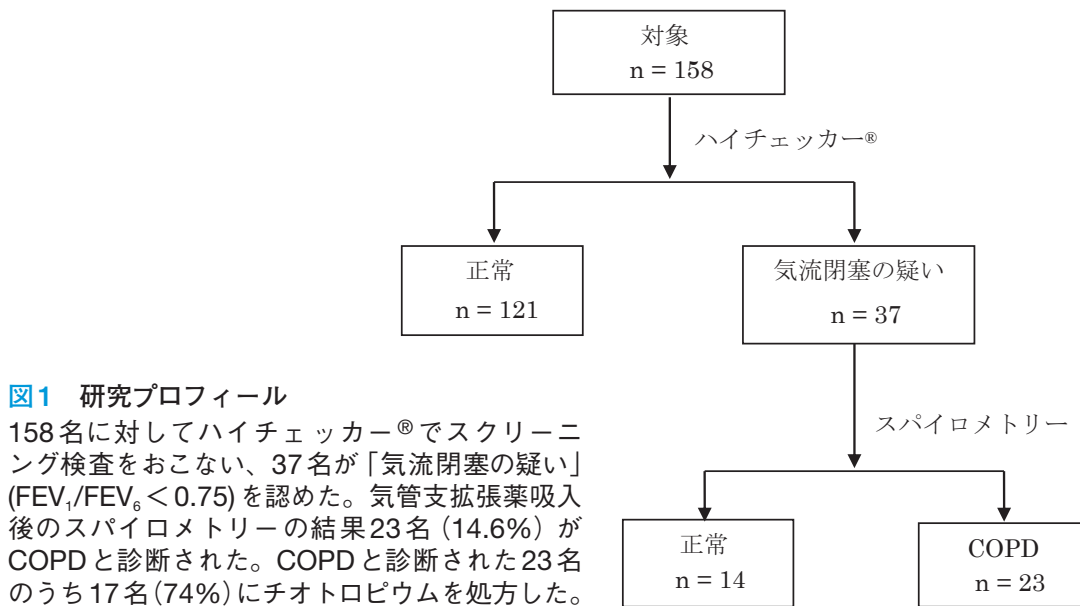 対象
n = 158
ハイチェッカー®
正常
n = 121
気流閉塞の疑い
n = 37
スパイロメトリー
正常
n = 14
COPD
n = 23
図1 研究プロフィール
158名に対してハイチェッカー®でスクリーニ
ング検査をおこない、37名が「気流閉塞の疑い」
(FEV₁/FEV₆<0.75)を認めた。気管支拡張薬吸入
後のスパイロメトリーの結果23名(14.6%)が
COPDと診断された。COPDと診断された23名
のうち17名(74%)にチオトロピウムを処方した。